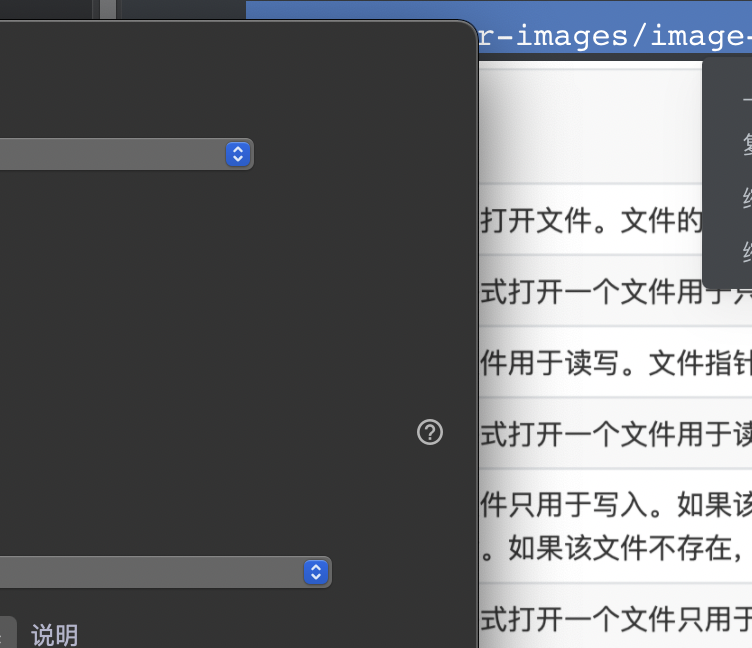 r-images/image-
打开文件。文件的
式打开一个文件用于只
件用于读写。文件指针
式打开一个文件用于读
件只用于写入。如果该
。如果该文件不存在，
式打开一个文件只用于
说明